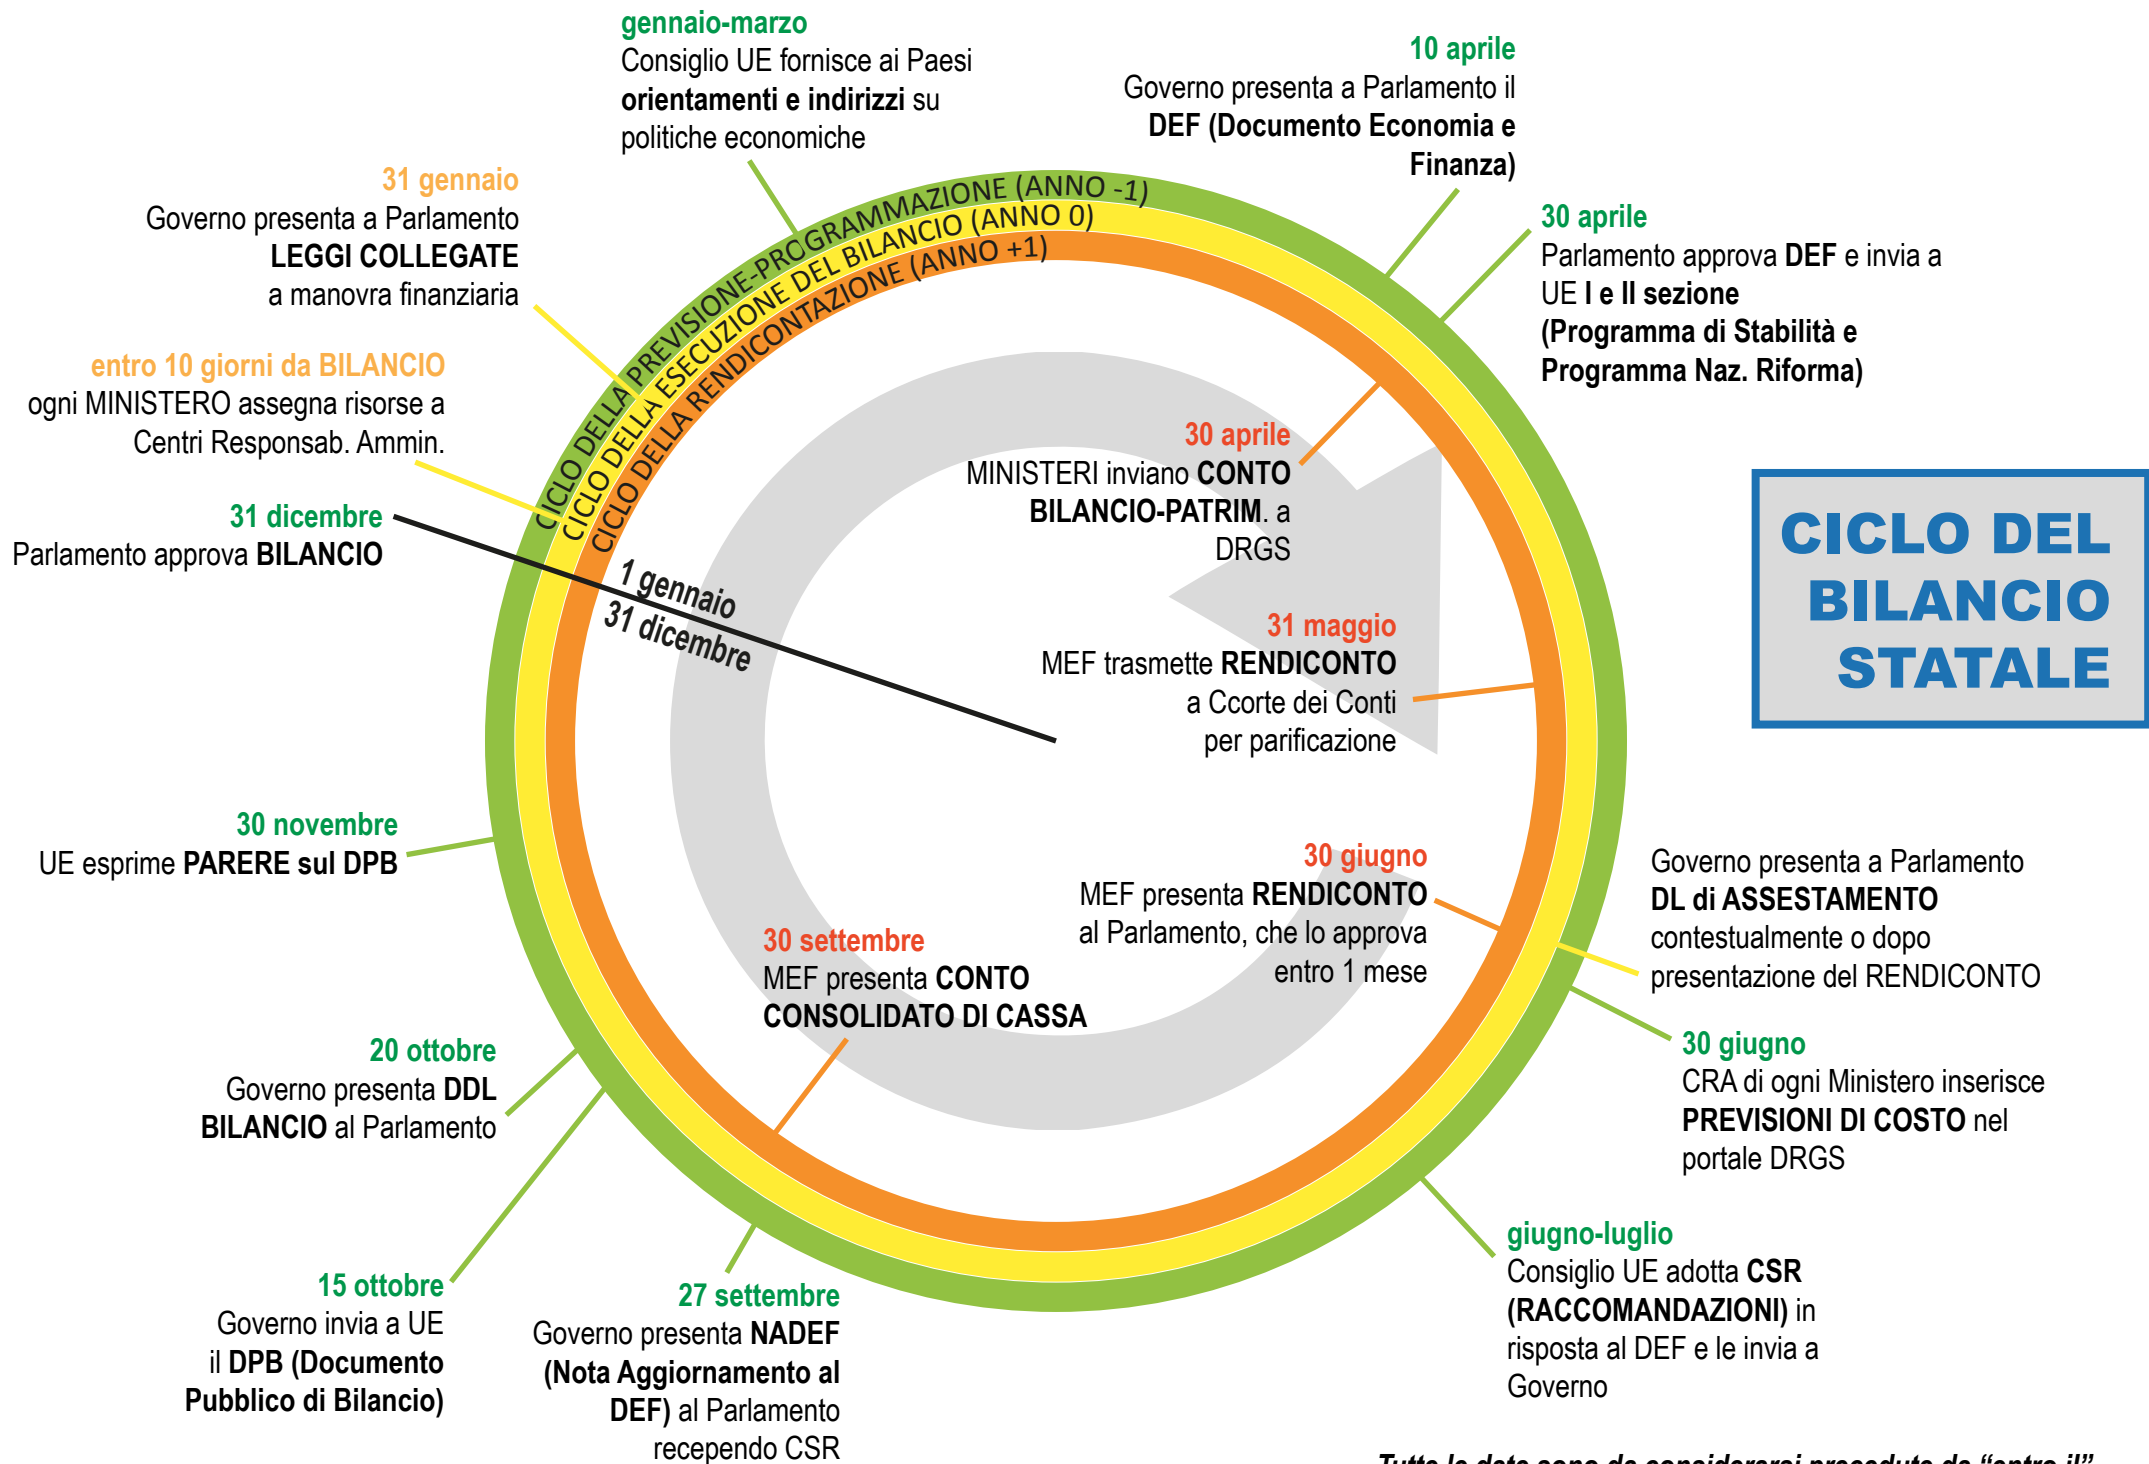 gennaio-marzo
Consiglio UE fornisce ai Paesi
orientamenti e indirizzi su
politiche economiche
10 aprile
Governo presenta a Parlamento il
DEF (Documento Economia e
Finanza)
30 aprile
Parlamento approva DEF e invia a
UE I e II sezione
(Programma di Stabilità e
Programma Naz. Riforma)
31 gennaio
Governo presenta a Parlamento
LEGGI COLLEGATE
a manovra finanziaria
entro 10 giorni da BILANCIO
ogni MINISTERO assegna risorse a
Centri Responsab. Ammin.
31 dicembre
Parlamento approva BILANCIO
CICLO DELLA PREVISIONE-PROGRAMMAZIONE (ANNO -1)
CICLO DELLA ESECUZIONE DEL BILANCIO (ANNO 0)
CICLO DELLA RENDICONTAZIONE (ANNO +1)
1 gennaio
31 dicembre
30 aprile
MINISTERI inviano CONTO
BILANCIO-PATRIM. a
DRGS
31 maggio
MEF trasmette RENDICONTO
a Ccorte dei Conti
per parificazione
CICLO DEL
BILANCIO
STATALE
30 giugno
MEF presenta RENDICONTO
al Parlamento, che lo approva
entro 1 mese
30 settembre
MEF presenta CONTO
CONSOLIDATO DI CASSA
Governo presenta a Parlamento
DL di ASSESTAMENTO
contestualmente o dopo
presentazione del RENDICONTO
30 giugno
CRA di ogni Ministero inserisce
PREVISIONI DI COSTO nel
portale DRGS
giugno-luglio
Consiglio UE adotta CSR
(RACCOMANDAZIONI) in
risposta al DEF e le invia a
Governo
30 novembre
UE esprime PARERE sul DPB
20 ottobre
Governo presenta DDL
BILANCIO al Parlamento
15 ottobre
Governo invia a UE
il DPB (Documento
Pubblico di Bilancio)
27 settembre
Governo presenta NADEF
(Nota Aggiornamento al
DEF) al Parlamento
recependo CSR
Tutte le date sono da considerarsi precedute da “entro il”